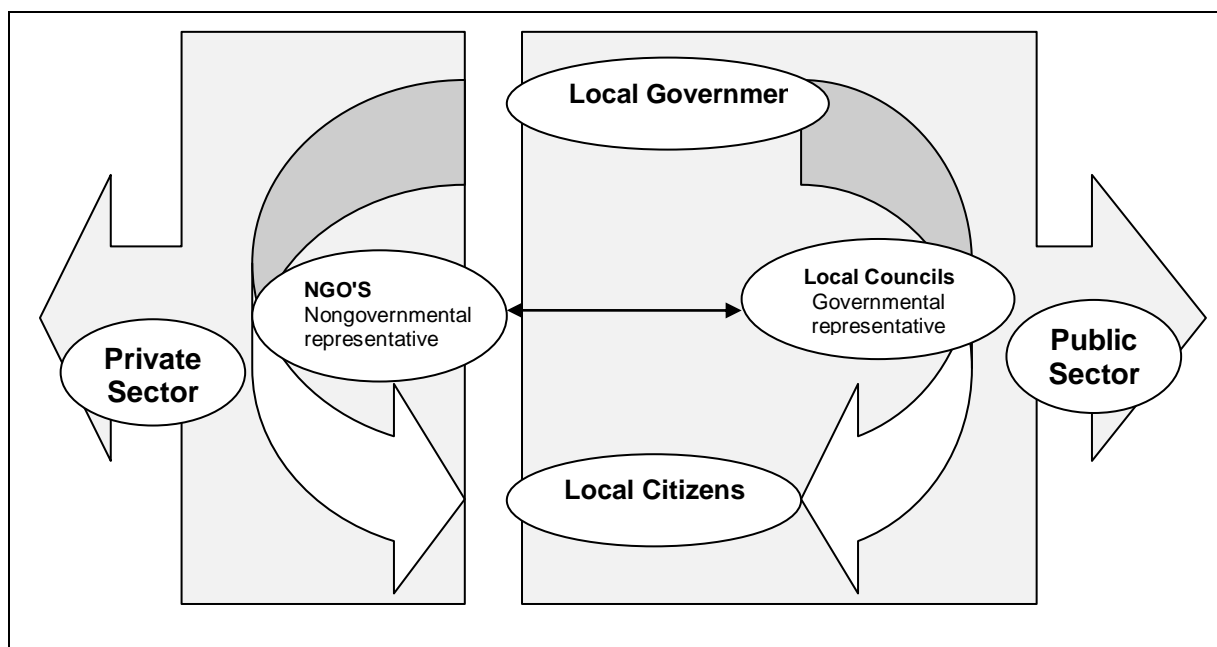 Local Governmer
NGO'S
Nongovernmental
representative
Local Councils
Governmental
representative
Private
Sector
Public
Sector
Local Citizens